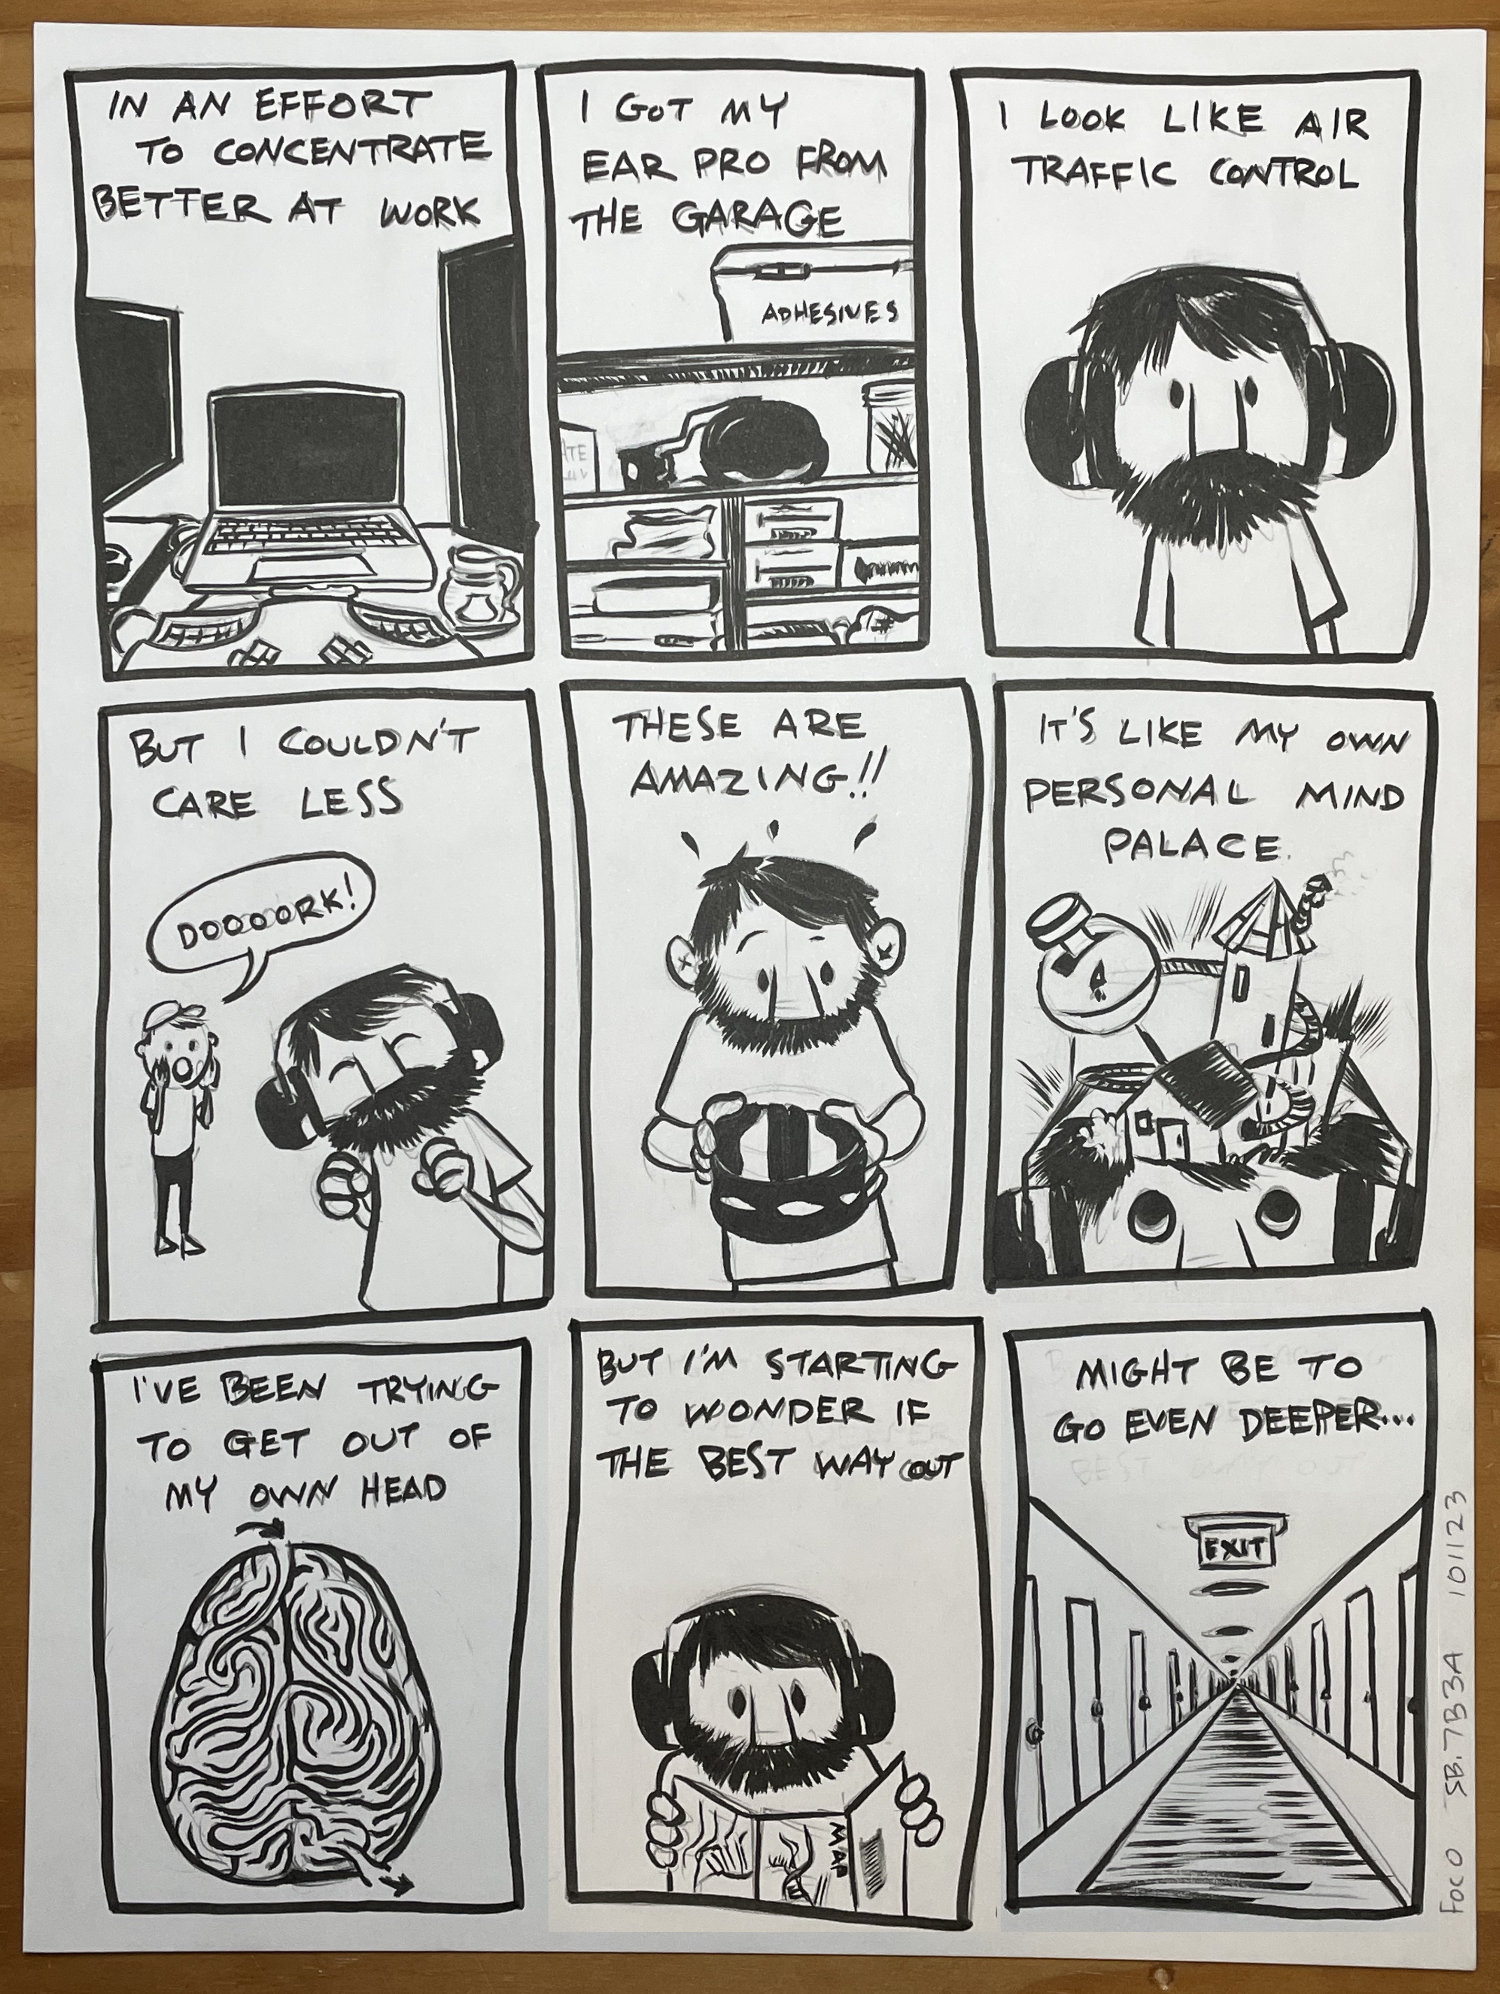 IN AN EFFORT
TO CONCENTRATE
BETTER AT WORK
I GOT MY
EAR PRO FROM
THE GARAGE
ADHESIVES
I LOOK LIKE AIR
TRAFFIC CONTROL
BUT I COULDN'T
CARE LESS
DOOOORK!
THESE ARE
AMAZING!!
IT'S LIKE MY OWN
PERSONAL MIND
PALACE.
I'VE BEEN TRYING
TO GET OUT OF
MY OWN HEAD
BUT I'M STARTING
TO WONDER IF
THE BEST WAY OUT
MAP
MIGHT BE TO
GO EVEN DEEPER...
EXIT
FOCO SB.7B3A 101123